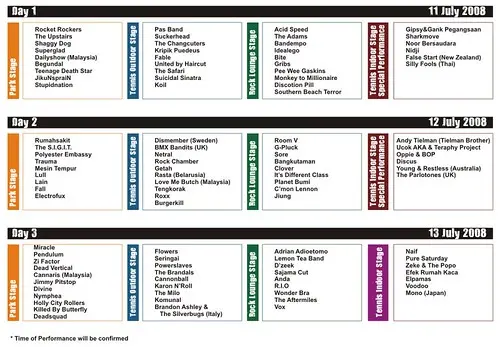 Day 1
11 July 2008
Park Stage
Rocket Rockers
The Upstairs
Shaggy Dog
Superglad
Dailyshow (Malaysia)
Begundal
Teenage Death Star
JikuNspraiN
Stupidnation
Tennis Outdoor Stage
Pas Band
Suckerhead
The Changcuters
Kripik Puedeus
Fable
United by Haircut
The Safari
Suicidal Sinatra
Koil
Rock Lounge Stage
Acid Speed
The Adams
Bandempo
Idealego
Bite
Gribs
Pee Wee Gaskins
Monkey to Millionaire
Discotion Pill
Southern Beach Terror
Tennis Indoor Stage
Special Performance
Gipsy&Gank Pegangsaan
Sharkmove
Noor Bersaudara
Nidji
False Start (New Zealand)
Silly Fools (Thai)
Day 2
12 July 2008
Park Stage
Rumahsakit
The S.I.G.I.T.
Polyester Embassy
Trauma
Mesin Tempur
Lull
Lain
Fall
Electrofux
Tennis Outdoor Stage
Dismember (Sweden)
BMX Bandits (UK)
Netral
Rock Chamber
Getah
Rasta (Belarusia)
Love Me Butch (Malaysia)
Tengkorak
Roxx
Burgerkill
Rock Lounge Stage
Room V
G-Pluck
Sore
Bangkutaman
Clover
It's Different Class
Planet Bumi
C'mon Lennon
Jiung
Tennis Indoor Stage
Special Performance
Andy Tielman (Tielman Brother)
Ucok AKA & Teraphy Project
Oppie & BOP
Discus
Young & Restless (Australia)
The Parlotones (UK)
Day 3
13 July 2008
Park Stage
Miracle
Pendulum
Zi Factor
Dead Vertical
Cannaris (Malaysia)
Jimmy Pitstop
Divine
Nymphea
Holy City Rollers
Killed By Butterfly
Deadsquad
Tennis Outdoor Stage
Flowers
Seringai
Powerslaves
The Brandals
Cannonball
Karon N'Roll
The Milo
Komunal
Brandon Ashley &
The Silverbugs (Italy)
Rock Lounge Stage
Adrian Adioetomo
Lemon Tea Band
D'zeek
Sajama Cut
Anda
R.I.O
Wonder Bra
The Aftermiles
Vox
Tennis Indoor Stage
Naif
Pure Saturday
Zeke & The Popo
Efek Rumah Kaca
Elpamas
Voodoo
Mono (Japan)
* Time of Performance will be confirmed